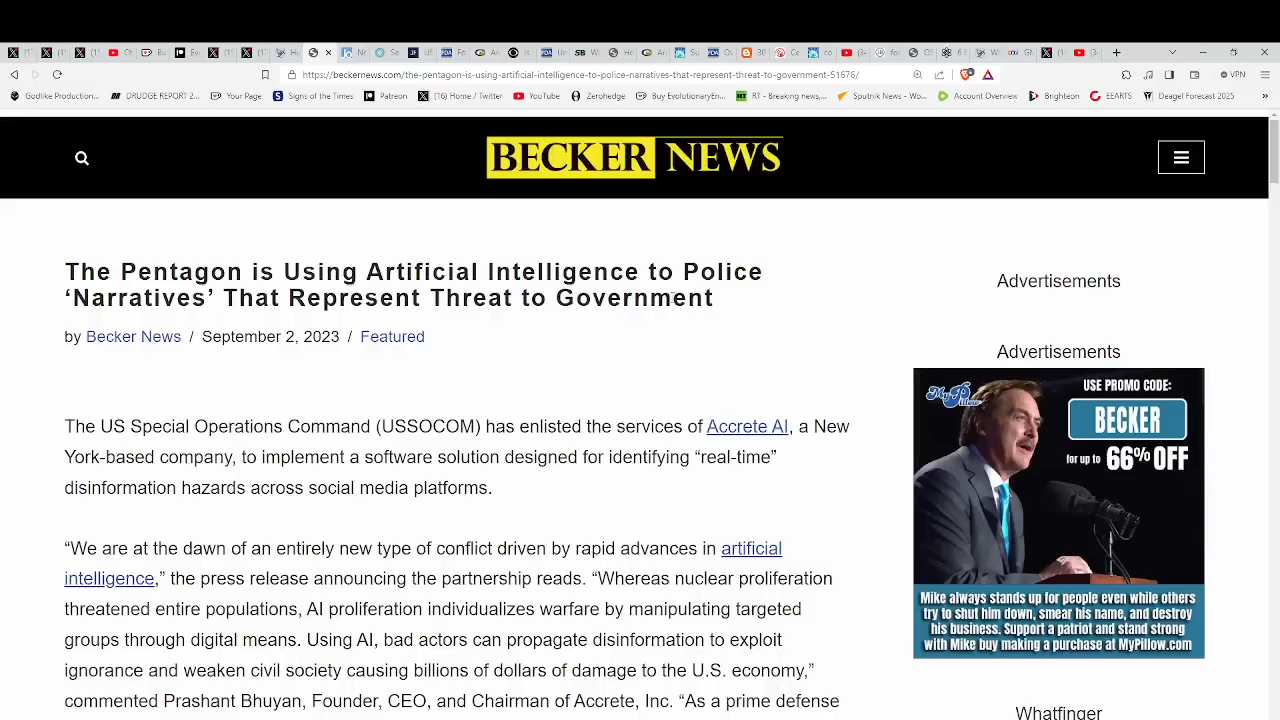 https://beckernews.com/the-pentagon-is-using-artificial-intelligence-to-police-narratives-that-represent-threat-to-government-51676/
VPN
Godlike Production...
DRUDGE REPORT 2...
Your Page
Signs of the Times
Patreon
(16) Home / Twitter
YouTube
Zerohedge
Buy EvolutionaryEn...
RT - Breaking news,...
Sputnik News - Wo...
Account Overview
Brighteon
EEARTS
Deagel Forecast 2025
BECKER NEWS
The Pentagon is Using Artificial Intelligence to Police
‘Narratives’ That Represent Threat to Government
by Becker News / September 2, 2023 / Featured
The US Special Operations Command (USSOCOM) has enlisted the services of Accrete AI, a New
York-based company, to implement a software solution designed for identifying “real-time”
disinformation hazards across social media platforms.
“We are at the dawn of an entirely new type of conflict driven by rapid advances in artificial
intelligence,” the press release announcing the partnership reads. “Whereas nuclear proliferation
threatened entire populations, AI proliferation individualizes warfare by manipulating targeted
groups through digital means. Using AI, bad actors can propagate disinformation to exploit
ignorance and weaken civil society causing billions of dollars of damage to the U.S. economy,”
commented Prashant Bhuyan, Founder, CEO, and Chairman of Accrete, Inc. “As a prime defense
Advertisements
Advertisements
MyPillow
USE PROMO CODE:
BECKER
for up to 66% OFF
Mike always stands up for people even while others
try to shut him down, smear his name, and destroy
his business. Support a patriot and stand strong
with Mike buy making a purchase at MyPillow.com
Whatfinger